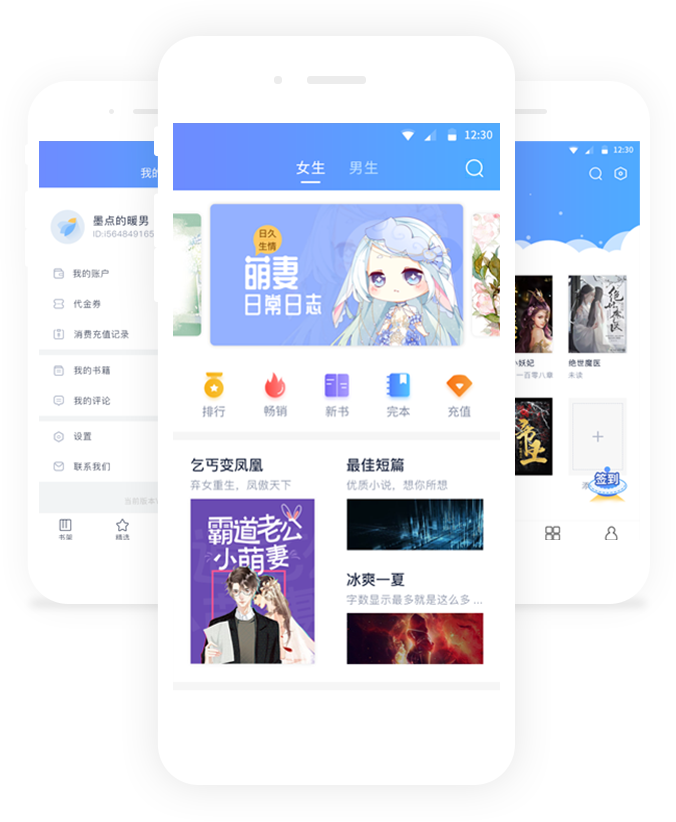 我的
墨点的暖男
ID:i564849165
我的账户
代金券
消费充值记录
我的书籍
我的评论
设置
联系我们
当前版本
书架
精选
12:30
女生
男生
日久
生情
萌妻
日常日志
排行
畅销
新书
完本
充值
乞丐变凤凰
弃女重生，凤傲天下
霸道老公
小萌妻
最佳短篇
优质小说，想你所想
冰爽一夏
字数显示最多就是这么多 ...
12:30
小妖妃
一百零八章
绝世魔医
绝世魔医
未读
帝王
签到